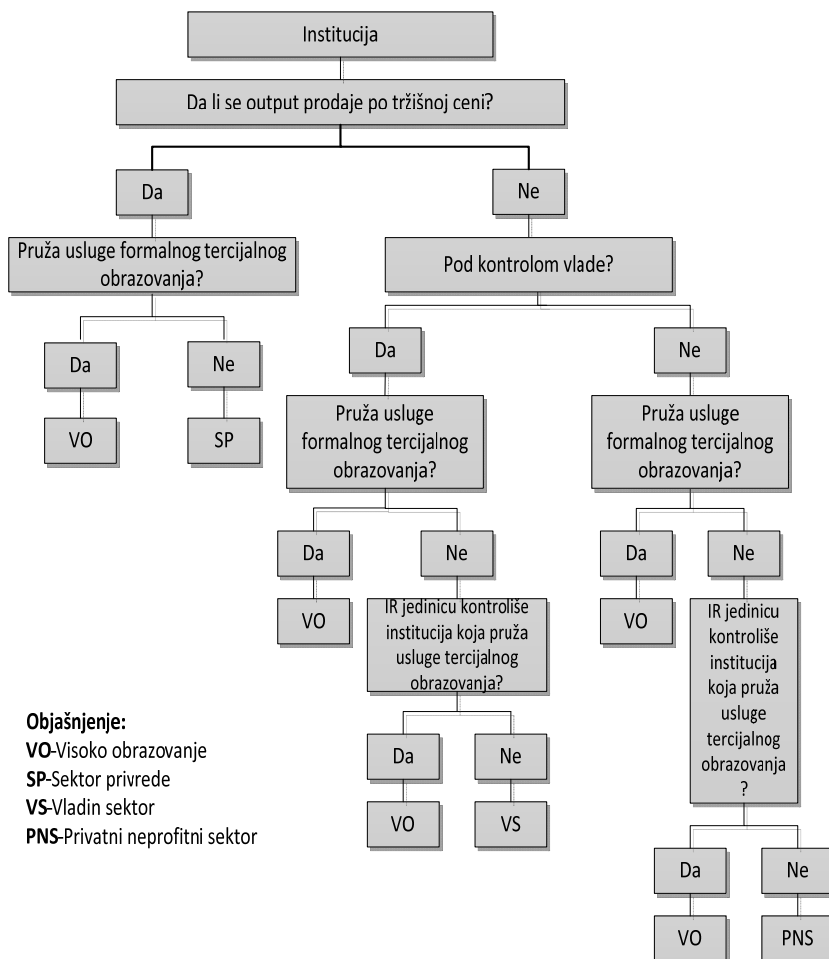 Institucija
Da li se output prodaje po tržišnoj ceni?
Da
Ne
Pruža usluge formalnog tercijalnog
obrazovanja?
Pod kontrolom vlade?
Da
Ne
Da
Ne
VO
SP
Pruža usluge
formalnog tercijalnog
obrazovanja?
Pruža usluge
formalnog tercijalnog
obrazovanja?
Da
Ne
Da
Ne
VO
IR jedinicu kontroliše
institucija koja pruža
usluge tercijalnog
obrazovanja?
VO
IR jedinicu
kontroliše
institucija
koja pruža
usluge
tercijalnog
obrazovanja
?
Da
Ne
VO
VS
Da
Ne
VO
PNS
Objašnjenje:
VO-Visoko obrazovanje
SP-Sektor privrede
VS-Vladin sektor
PNS-Privatni neprofitni sektor